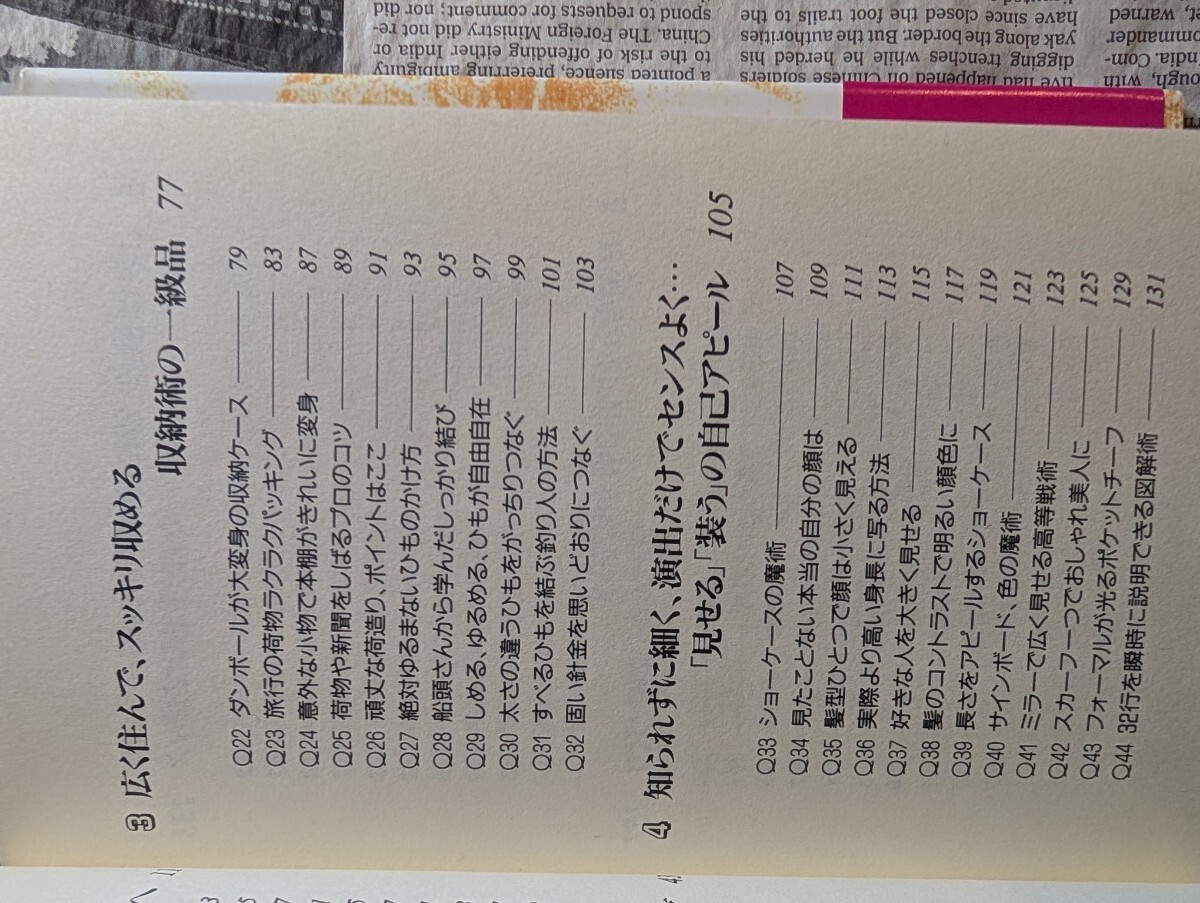 3 広く住んで、スッキリ収める
収納術の一級品 77
Q22 ダンボールが大変身の収納ケース 79
Q23 旅行の荷物ラクラクパッキング 83
Q24 意外な小物で本棚がきれいに変身 87
Q25 荷物や新聞をしばるプロのコツ 89
Q26 頑丈な荷造り、ポイントはここ 91
Q27 絶対ゆるまないひものかけ方 93
Q28 船頭さんから学んだしっかり結び 95
Q29 しめる、ゆるめる、ひもが自由自在 97
Q30 太さの違うひもをがっちりつなぐ 99
Q31 すべるひもを結ぶ釣り人の方法 101
Q32 固い針金を思いどおりにつなぐ 103
4 知られずに細く、演出だけでセンスよく…
「見せる」「装う」の自己アピール 105
Q33 ショーケースの魔術 107
Q34 見たことない本当の自分の顔は 109
Q35 髪型ひとつで顔は小さく見える 111
Q36 実際より高い身長に写る方法 113
Q37 好きな人を大きく見せる 115
Q38 髪のコントラストで明るい顔色に 117
Q39 長さをアピールするショーケース 119
Q40 サインボード、色の魔術 121
Q41 ミラーで広く見せる高等戦術 123
Q42 スカーフ一つでおしゃれ美人に 125
Q43 フォーマルが光るポケットチーフ 129
Q44 32行を瞬時に説明できる図解術 131
spond to requests for comment; nor did
China. The Foreign Ministry did not re-
to the risk of offending either India or
a pointed silence, preferring ambiguity
have since closed the foot trails to the
yak along the border. But the authorities
digging trenches while he herded his
tive had happened on Chinese soldiers
warned
mmander
India. Com-
ough, with